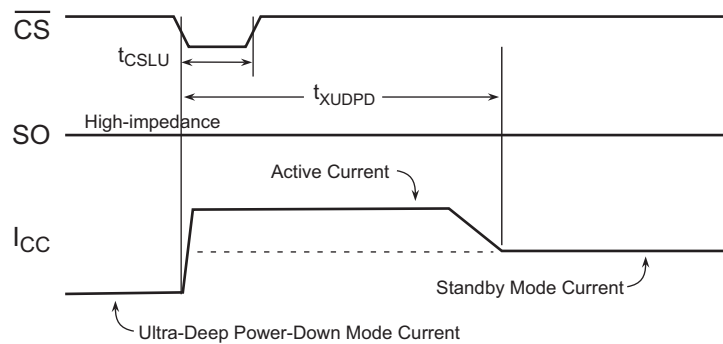 CS
tCSLU
tXUDPD
High-impedance
SO
Active Current
ICC
Standby Mode Current
Ultra-Deep Power-Down Mode Current